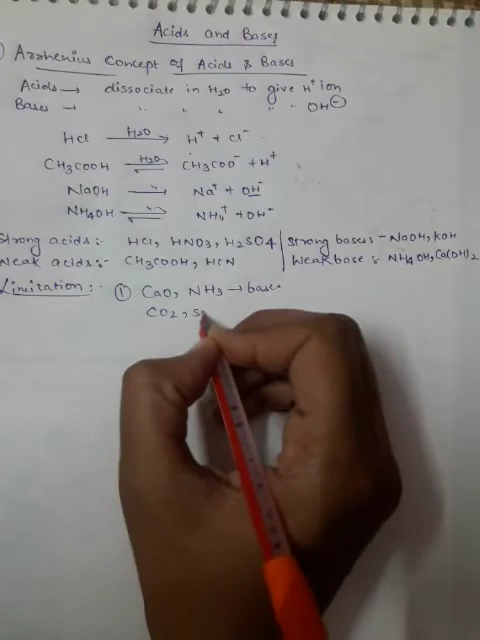 Acids and Bases
Arrhenius Concept of Acids & Bases
Acids → dissociate in H2O to give H+ ion
Bases → " " " " " OH⊖
HCl —H2O→ H+ + Cl-
CH3COOH ⇌H2O CH3COO- + H+
NaOH —"→ Na+ + OH-
NH4OH ⇌" NH4+ + OH-
Strong acids:- HCl, HNO3, H2SO4 | Strong bases - NaOH, KOH
Weak acids:- CH3COOH, HCN | Weak base: NH4OH, Ca(OH)2
Limitation:- ① CaO, NH3 → bases
CO2, S